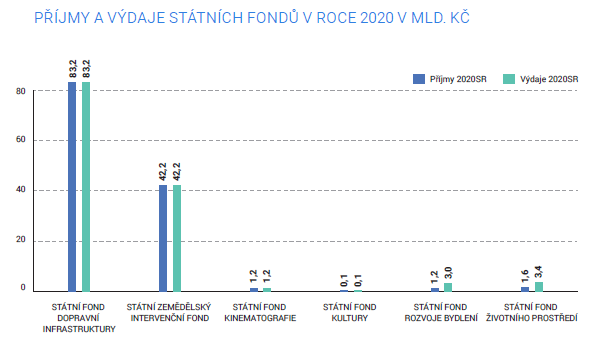 PŘÍJMY A VÝDAJE STÁTNÍCH FONDŮ V ROCE 2020 V MLD. KČ
Příjmy 2020SR Výdaje 2020SR
83,2 83,2
42,2 42,2
1,2 1,2
0,1 0,1
1,2 3,0
1,6 3,4
80
60
40
20
0
STÁTNÍ FOND
DOPRAVNÍ
INFRASTRUKTURY
STÁTNÍ ZEMĚDĚLSKÝ
INTERVENČNÍ FOND
STÁTNÍ FOND
KINEMATOGRAFIE
STÁTNÍ FOND
KULTURY
STÁTNÍ FOND
ROZVOJE BYDLENÍ
STÁTNÍ FOND
ŽIVOTNÍHO PROSTŘEDÍ